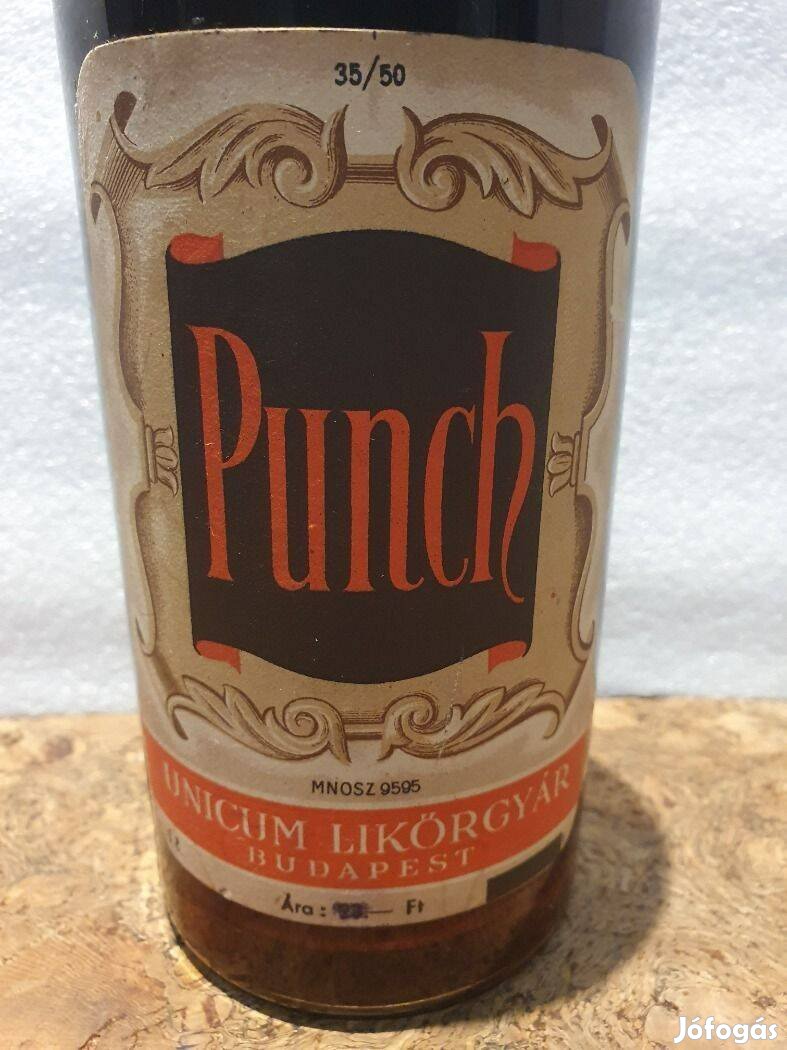 35/50
Punch
MNOSZ 9595
UNICUM LIKŐRGYÁR
BUDAPEST
Ára : Ft
Jófogás